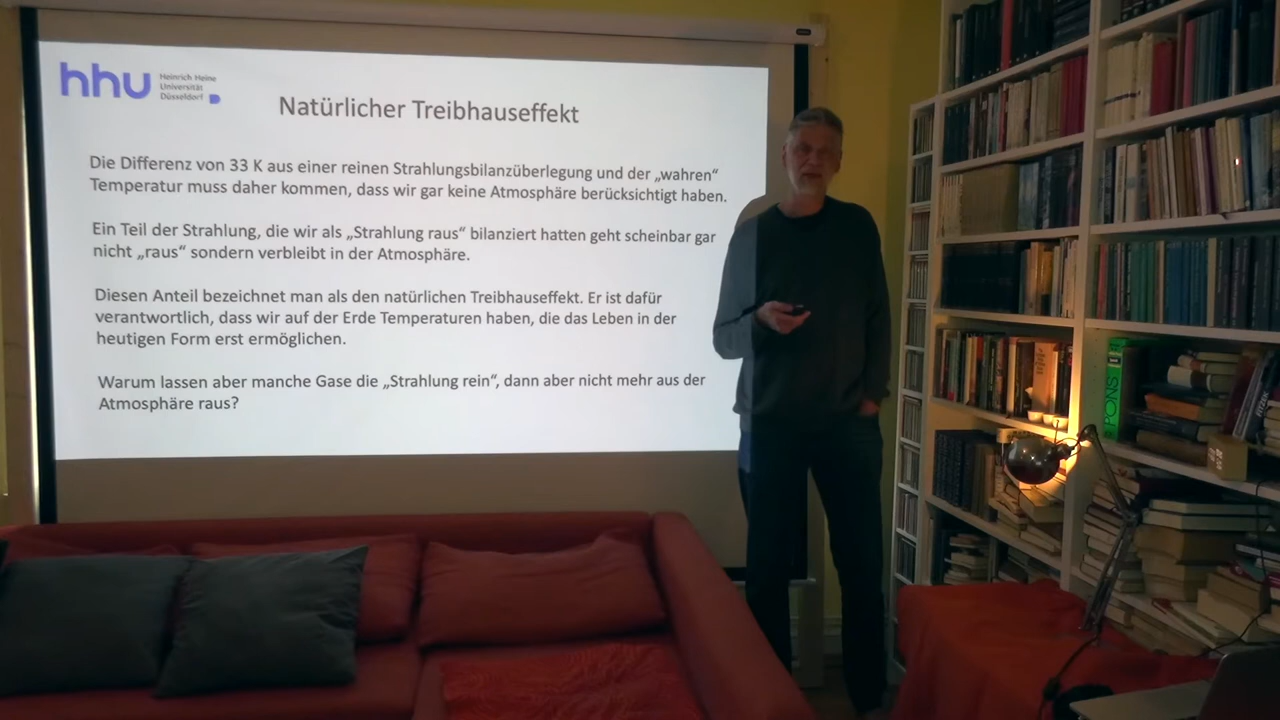 hhu
Heinrich Heine
Universität
Düsseldorf
Natürlicher Treibhauseffekt
Die Differenz von 33 K aus einer reinen Strahlungsbilanzüberlegung und der „wahren“
Temperatur muss daher kommen, dass wir gar keine Atmosphäre berücksichtigt haben.
Ein Teil der Strahlung, die wir als „Strahlung raus“ bilanziert hatten geht scheinbar gar
nicht „raus“ sondern verbleibt in der Atmosphäre.
Diesen Anteil bezeichnet man als den natürlichen Treibhauseffekt. Er ist dafür
verantwortlich, dass wir auf der Erde Temperaturen haben, die das Leben in der
heutigen Form erst ermöglichen.
Warum lassen aber manche Gase die „Strahlung rein“, dann aber nicht mehr aus der
Atmosphäre raus?
PONS